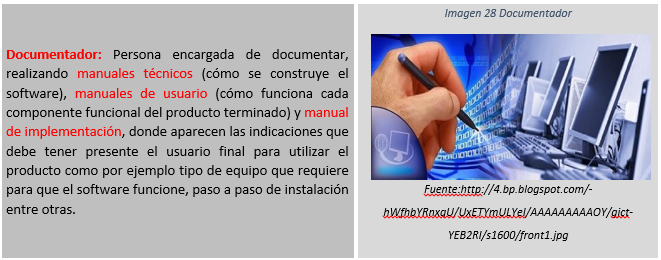 Documentador: Persona encargada de documentar,
realizando manuales técnicos (cómo se construye el
software), manuales de usuario (cómo funciona cada
componente funcional del producto terminado) y manual
de implementación, donde aparecen las indicaciones que
debe tener presente el usuario final para utilizar el
producto como por ejemplo tipo de equipo que requiere
para que el software funcione, paso a paso de instalación
entre otras.
Imagen 28 Documentador
Fuente:http://4.bp.blogspot.com/-
hWfhbYRnxqU/UxETYmULYeI/AAAAAAAAAOY/gict-
YEB2RI/s1600/front1.jpg